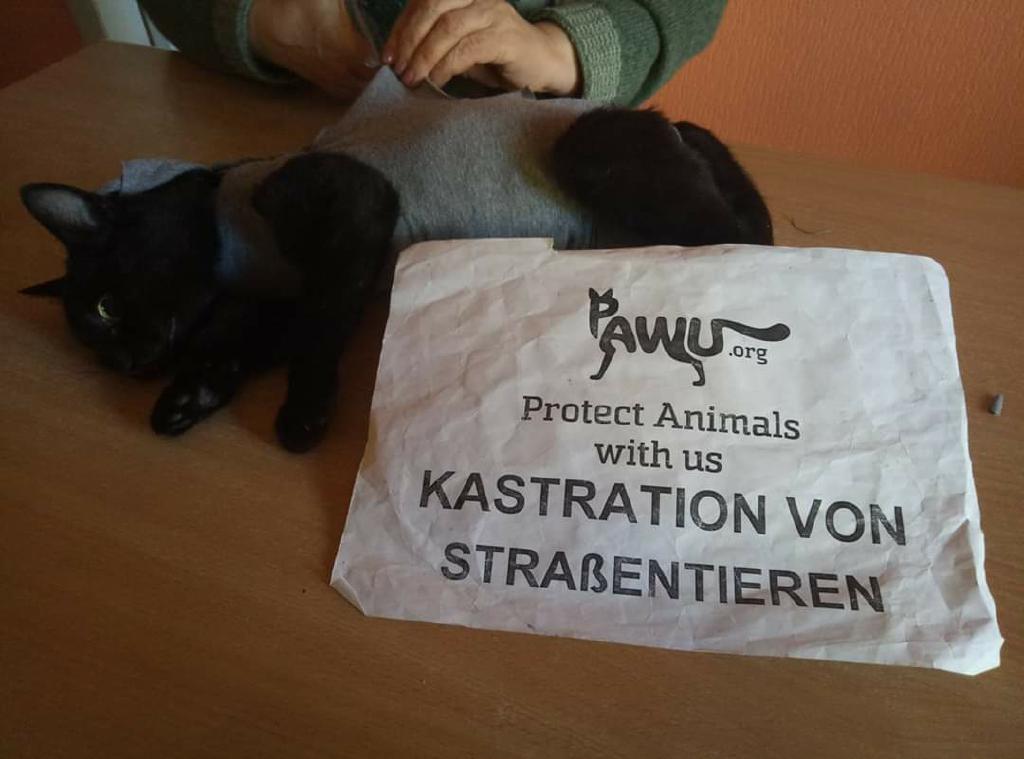 PAWU.org
Protect Animals
with us
KASTRATION VON
STRAßENTIEREN